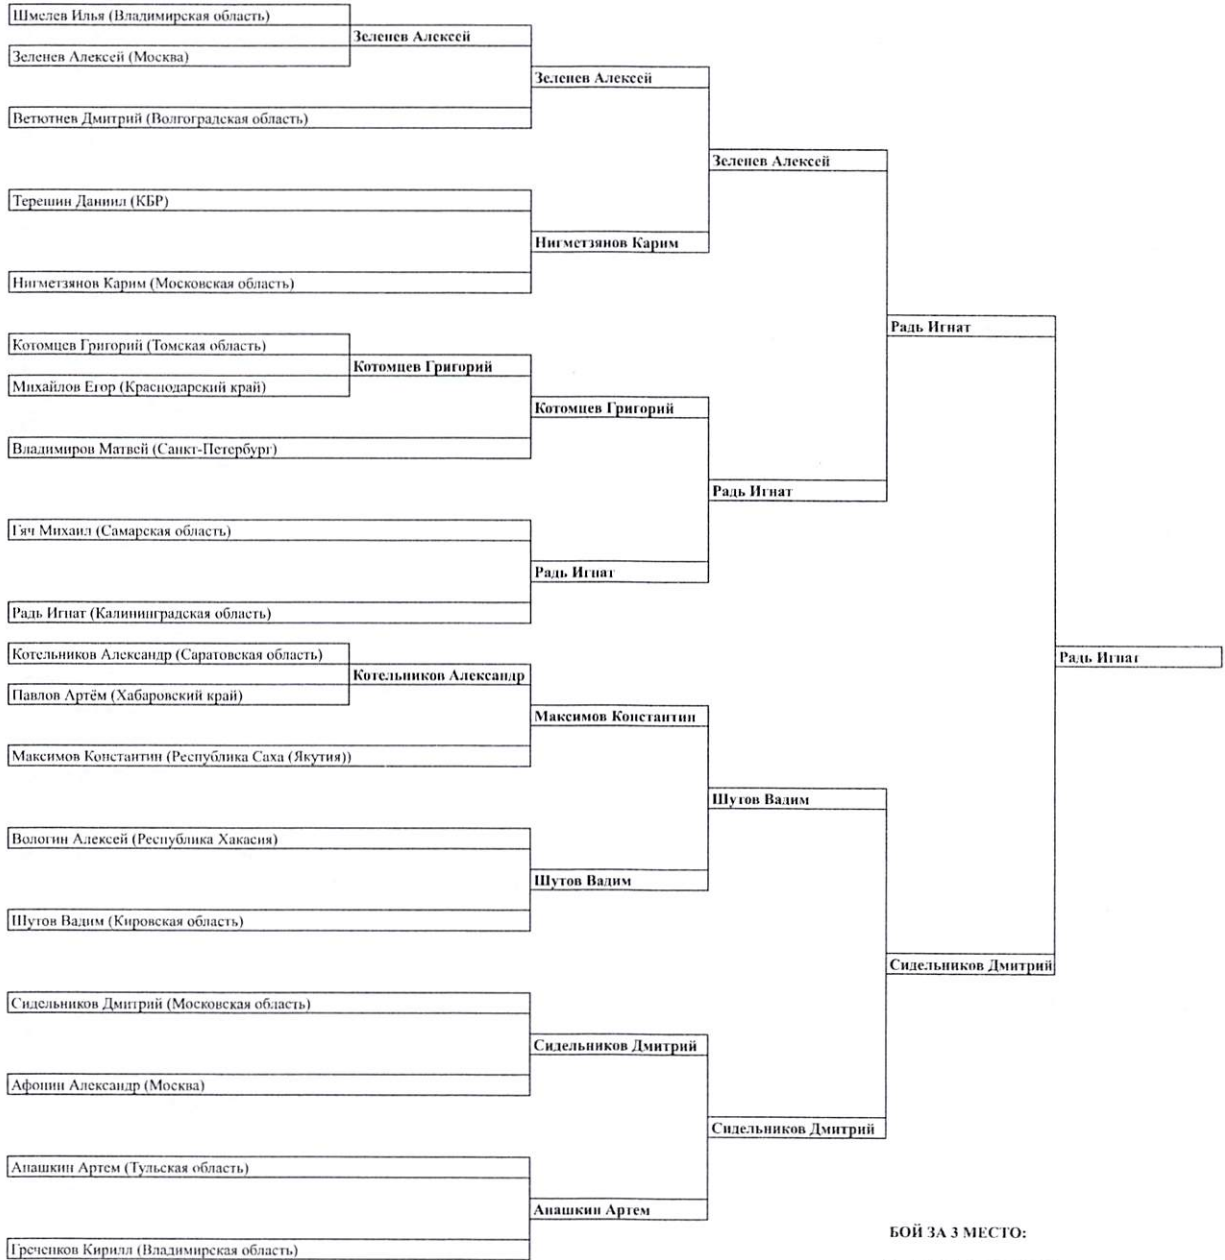 Шмелев Илья (Владимирская область)
Зеленев Алексей
Зеленев Алексей (Москва)
Зеленев Алексей
Ветютнев Дмитрий (Волгоградская область)
Зеленев Алексей
Терешин Даниил (КБР)
Нигметзянов Карим
Нигметзянов Карим (Московская область)
Радь Игнат
Котомцев Григорий (Томская область)
Котомцев Григорий
Михайлов Егор (Краснодарский край)
Котомцев Григорий
Владимиров Матвей (Санкт-Петербург)
Радь Игнат
Гяч Михаил (Самарская область)
Радь Игнат
Радь Игнат (Калининградская область)
Котельников Александр (Саратовская область)
Радь Игнат
Котельников Александр
Павлов Артём (Хабаровский край)
Максимов Константин
Максимов Константин (Республика Саха (Якутия))
Шутов Вадим
Вологин Алексей (Республика Хакасия)
Шутов Вадим
Шутов Вадим (Кировская область)
Сидельников Дмитрий
Сидельников Дмитрий (Московская область)
Сидельников Дмитрий
Афонин Александр (Москва)
Сидельников Дмитрий
Анашкин Артем (Тульская область)
Анашкин Артем
БОЙ ЗА 3 МЕСТО:
Греченков Кирилл (Владимирская область)